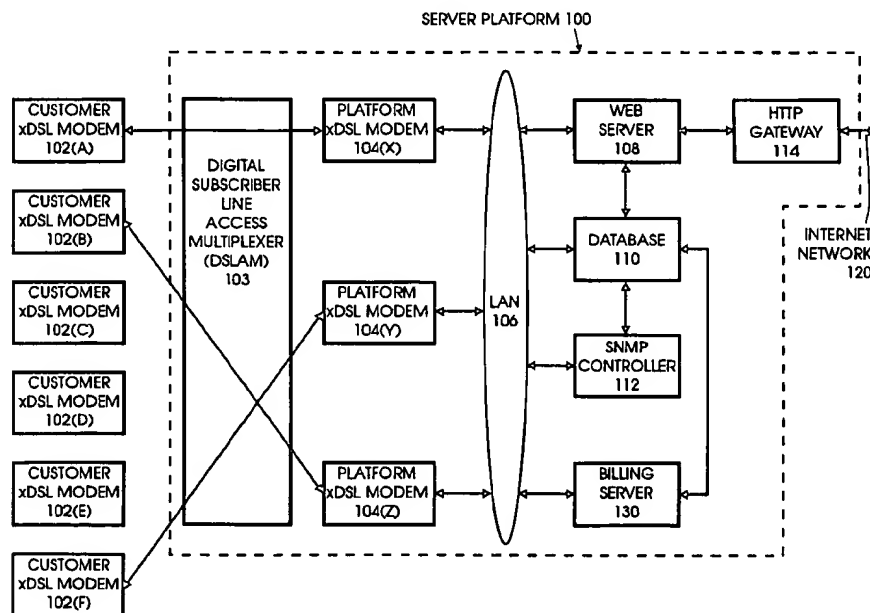 SERVER PLATFORM 100
CUSTOMER
xDSL MODEM
102(A)
CUSTOMER
xDSL MODEM
102(B)
CUSTOMER
xDSL MODEM
102(C)
CUSTOMER
xDSL MODEM
102(D)
CUSTOMER
xDSL MODEM
102(E)
CUSTOMER
xDSL MODEM
102(F)
DIGITAL
SUBSCRIBER
LINE
ACCESS
MULTIPLEXER
(DSLAM)
103
PLATFORM
xDSL MODEM
104(X)
PLATFORM
xDSL MODEM
104(Y)
PLATFORM
xDSL MODEM
104(Z)
LAN
106
WEB
SERVER
108
DATABASE
110
SNMP
CONTROLLER
112
BILLING
SERVER
130
HTTP
GATEWAY
114
INTERNET
NETWORK
120